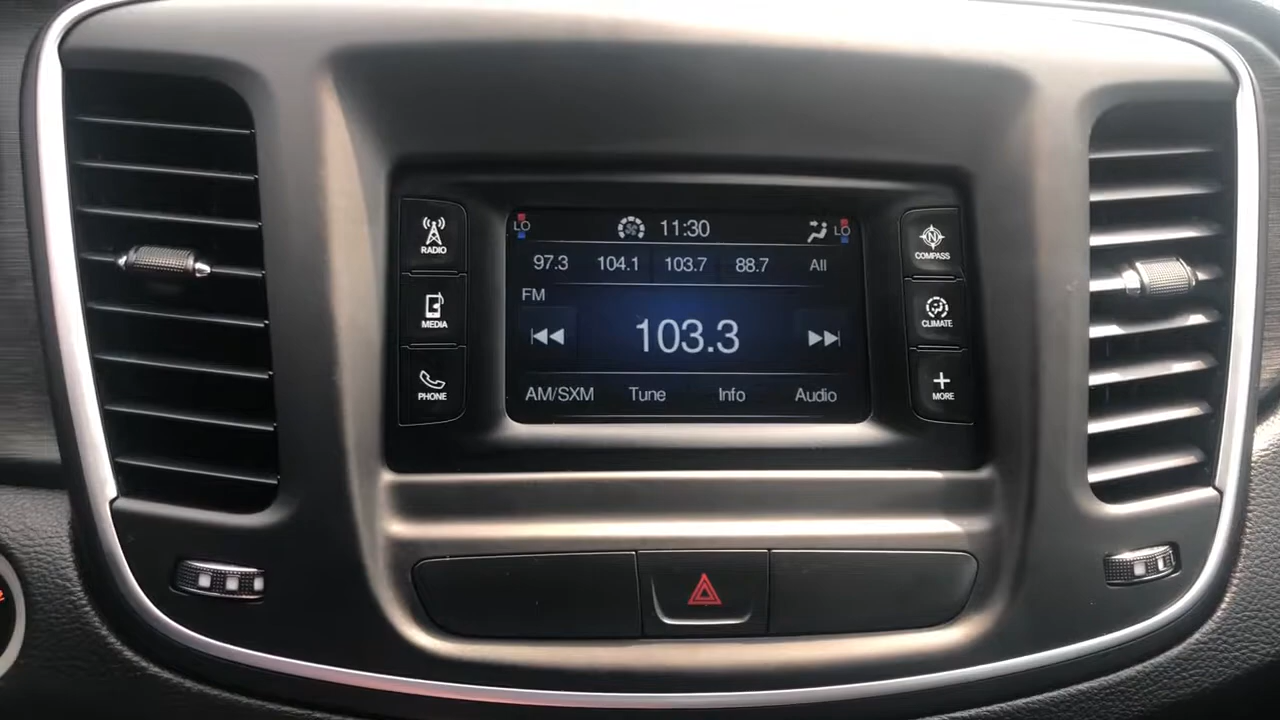 LO 11:30 LO
97.3 104.1 103.7 88.7 All
FM
103.3
AM/SXM Tune Info Audio
RADIO
MEDIA
PHONE
N
COMPASS
CLIMATE
MORE